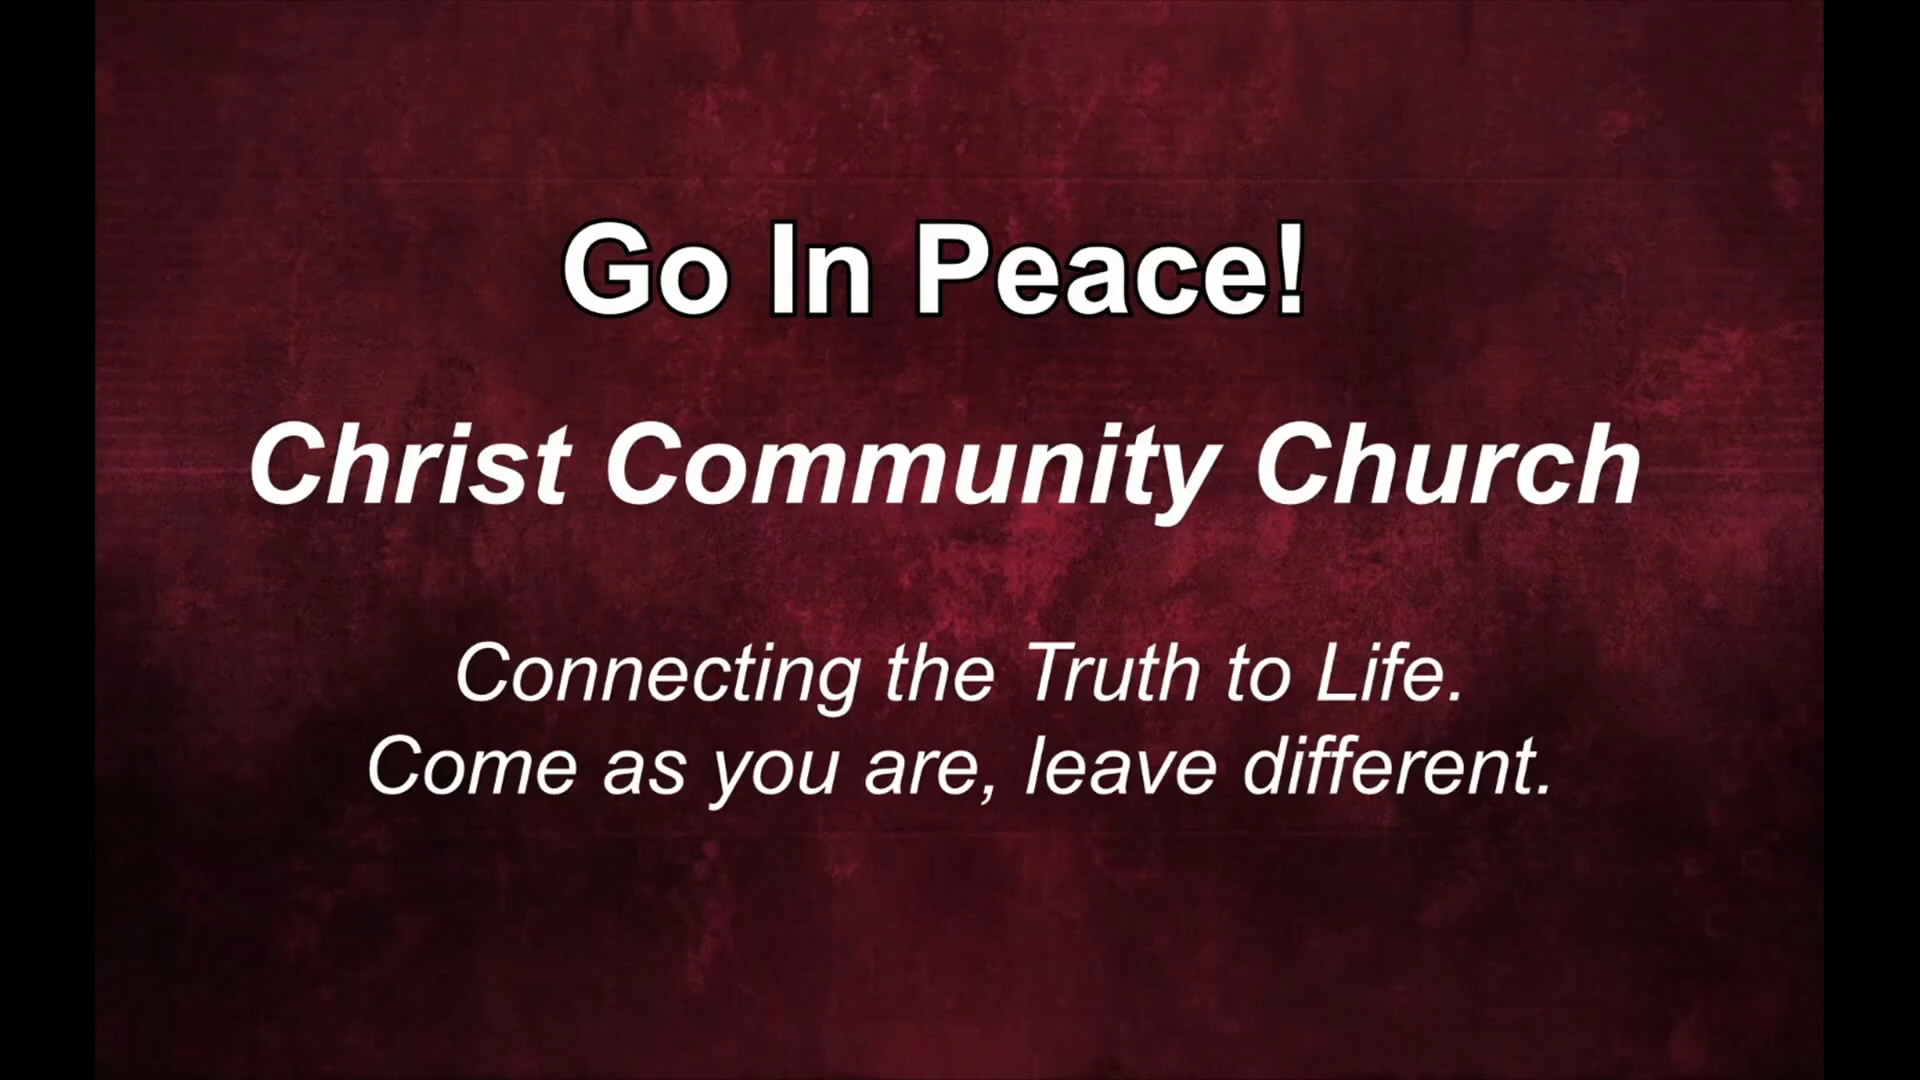 Go In Peace!
Christ Community Church
Connecting the Truth to Life.
Come as you are, leave different.